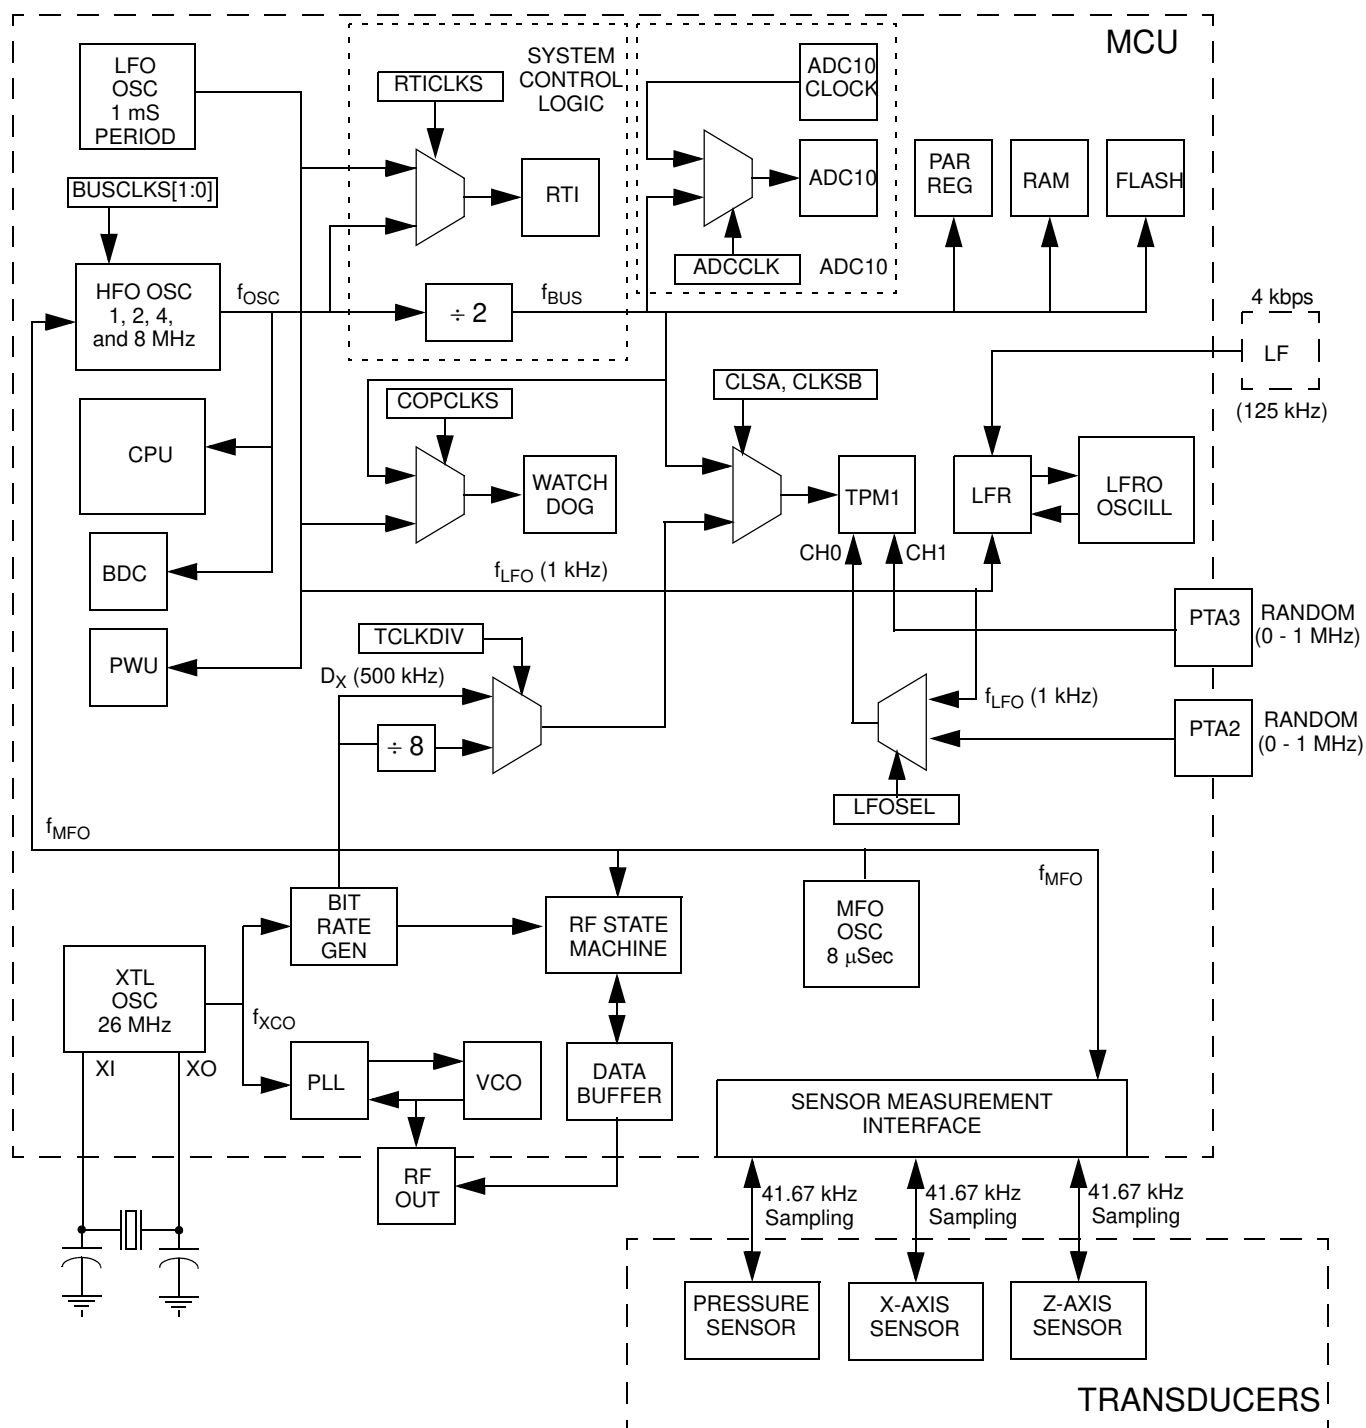 MCU
LFO
OSC
1 mS
PERIOD
SYSTEM
CONTROL
LOGIC
RTICLKS
ADC10
CLOCK
BUSCLKS[1:0]
RTI
ADC10
PAR
REG
RAM
FLASH
ADCCLK
ADC10
HFO OSC
1, 2, 4,
and 8 MHz
fOSC
÷ 2
fBUS
4 kbps
LF
(125 kHz)
CLSA, CLKSB
COPCLKS
CPU
WATCH
DOG
TPM1
LFR
LFRO
OSCILL
CH0
CH1
BDC
fLFO (1 kHz)
PTA3
RANDOM
(0 - 1 MHz)
TCLKDIV
PWU
DX (500 kHz)
fLFO (1 kHz)
PTA2
RANDOM
(0 - 1 MHz)
÷ 8
LFOSEL
fMFO
fMFO
BIT
RATE
GEN
RF STATE
MACHINE
MFO
OSC
8 μSec
XTL
OSC
26 MHz
fXCO
XI
XO
PLL
VCO
DATA
BUFFER
SENSOR MEASUREMENT
INTERFACE
RF
OUT
41.67 kHz
Sampling
41.67 kHz
Sampling
41.67 kHz
Sampling
PRESSURE
SENSOR
X-AXIS
SENSOR
Z-AXIS
SENSOR
TRANSDUCERS